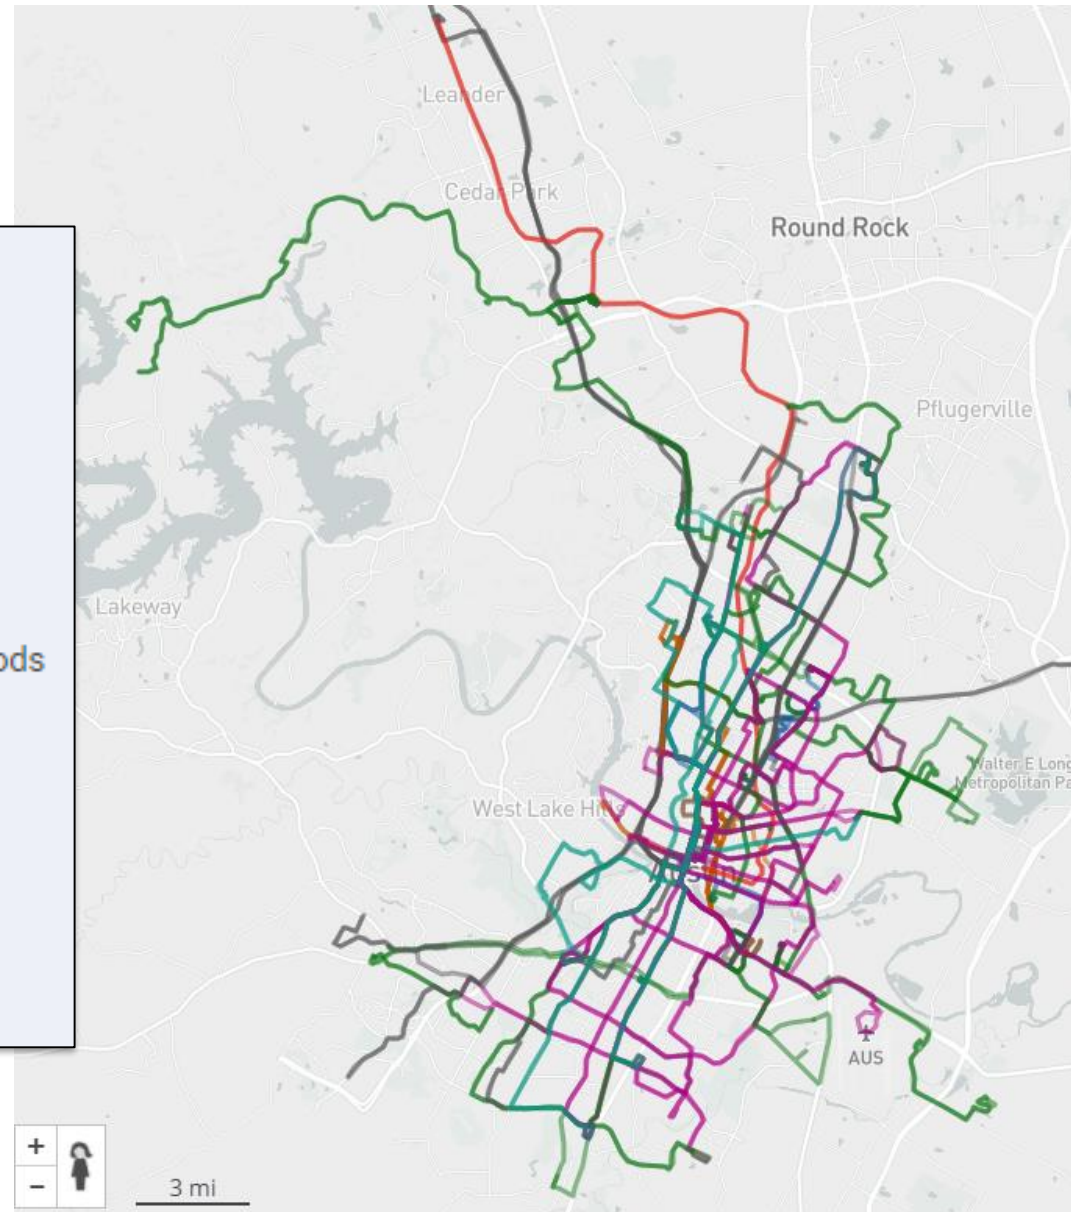 Leander
Cedar Park
Round Rock
Pflugerville
Lakeway
ods
Walter E Long
Metropolitan Pa
West Lake Hills
AUS
+
−
3 mi